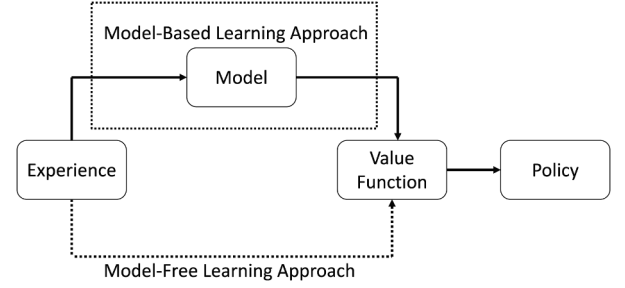 Model-Based Learning Approach
Model
Experience
Value
Function
Policy
Model-Free Learning Approach